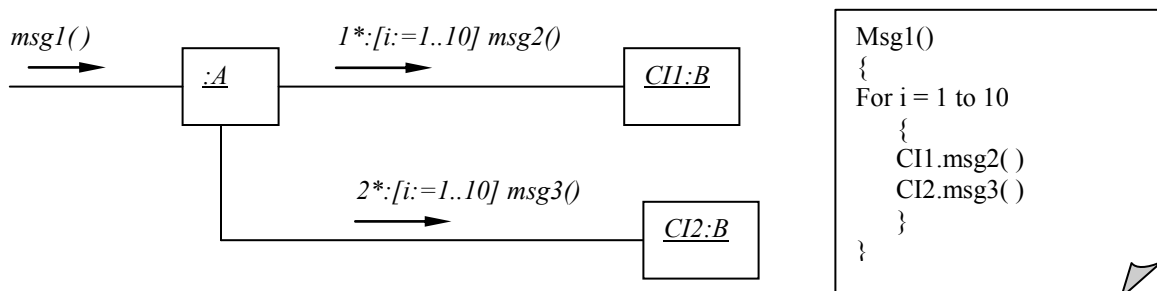 msg1( )
1*:[i:=1..10] msg2()
:A
CI1:B
2*:[i:=1..10] msg3()
CI2:B
Msg1()
{
For i = 1 to 10
{
CI1.msg2( )
CI2.msg3( )
}
}